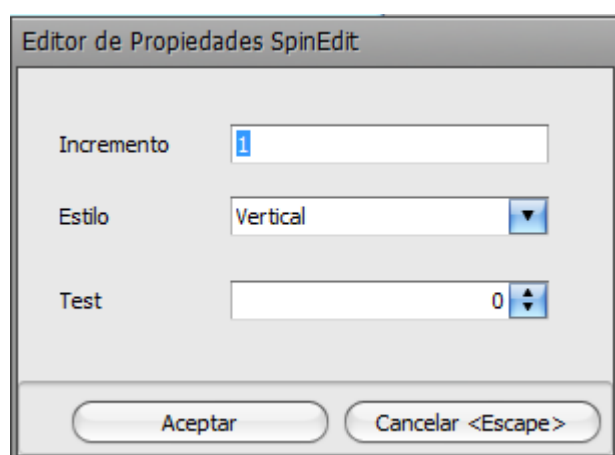 Editor de Propiedades SpinEdit
Incremento 1
Estilo Vertical
Test 0
Aceptar Cancelar <Escape>